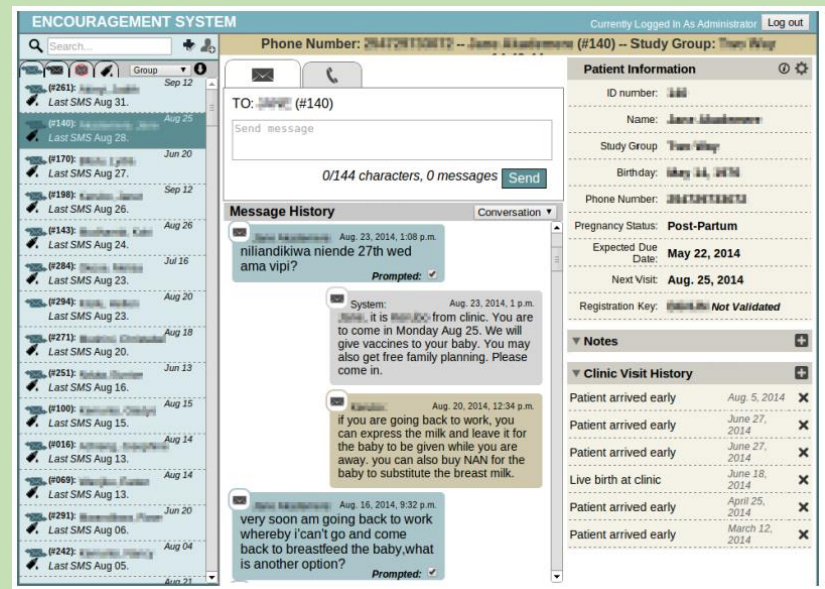 ENCOURAGEMENT SYSTEM
Currently Logged In As Administrator
Log out
Search...
Phone Number: -- (#140) -- Study Group:
Group
(#261):
Sep 12
Last SMS Aug 31.
(#140):
Aug 25
Last SMS Aug 28.
(#170):
Jun 20
Last SMS Aug 27.
(#198):
Sep 12
Last SMS Aug 26.
(#143):
Aug 26
Last SMS Aug 24.
(#284):
Jul 16
Last SMS Aug 23.
(#294):
Aug 20
Last SMS Aug 23.
(#271):
Aug 18
Last SMS Aug 20.
(#251):
Jun 13
Last SMS Aug 16.
(#100):
Aug 15
Last SMS Aug 15.
(#016):
Aug 14
Last SMS Aug 13.
(#069):
Aug 14
Last SMS Aug 13.
(#291):
Jun 20
Last SMS Aug 06.
(#242):
Aug 04
Last SMS Aug 05.
Aug 21
TO: (#140)
Send message
0/144 characters, 0 messages
Send
Message History
Conversation
Aug. 23, 2014, 1:08 p.m.
niliandikiwa niende 27th wed
ama vipi?
Prompted:
System:
Aug. 23, 2014, 1 p.m.
, it is from clinic. You are
to come in Monday Aug 25. We will
give vaccines to your baby. You may
also get free family planning. Please
come in.
Aug. 20, 2014, 12:34 p.m.
if you are going back to work, you
can express the milk and leave it for
the baby to be given while you are
away. you can also buy NAN for the
baby to substitute the breast milk.
Aug. 16, 2014, 9:32 p.m.
very soon am going back to work
whereby i'can't go and come
back to breastfeed the baby,what
is another option?
Prompted:
Patient Information
ID number:
Name:
Study Group
Birthday:
Phone Number:
Pregnancy Status: Post-Partum
Expected Due
Date: May 22, 2014
Next Visit: Aug. 25, 2014
Registration Key: Not Validated
Notes
Clinic Visit History
Patient arrived early
Aug. 5, 2014
Patient arrived early
June 27,
2014
Patient arrived early
June 27,
2014
Live birth at clinic
June 18,
2014
Patient arrived early
April 25,
2014
Patient arrived early
March 12,
2014